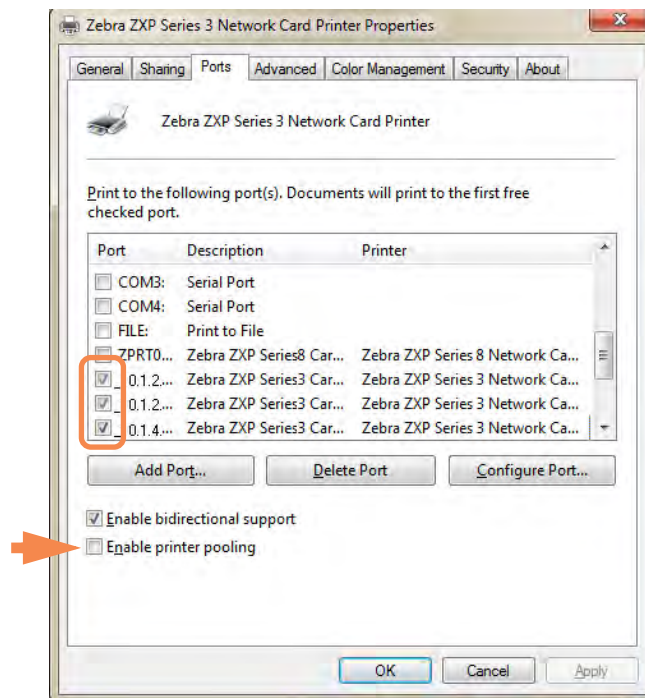 Zebra ZXP Series 3 Network Card Printer Properties
General Sharing Ports Advanced Color Management Security About
Zebra ZXP Series 3 Network Card Printer
Print to the following port(s). Documents will print to the first free
checked port.
Port Description Printer
COM3: Serial Port
COM4: Serial Port
FILE: Print to File
ZPRT0... Zebra ZXP Series8 Car... Zebra ZXP Series 8 Network Ca...
_ 0.1.2.... Zebra ZXP Series3 Car... Zebra ZXP Series 3 Network Ca...
_ 0.1.2.... Zebra ZXP Series3 Car... Zebra ZXP Series 3 Network Ca...
_ 0.1.4.... Zebra ZXP Series3 Car... Zebra ZXP Series 3 Network Ca...
Add Port... Delete Port Configure Port...
Enable bidirectional support
Enable printer pooling
OK Cancel Apply